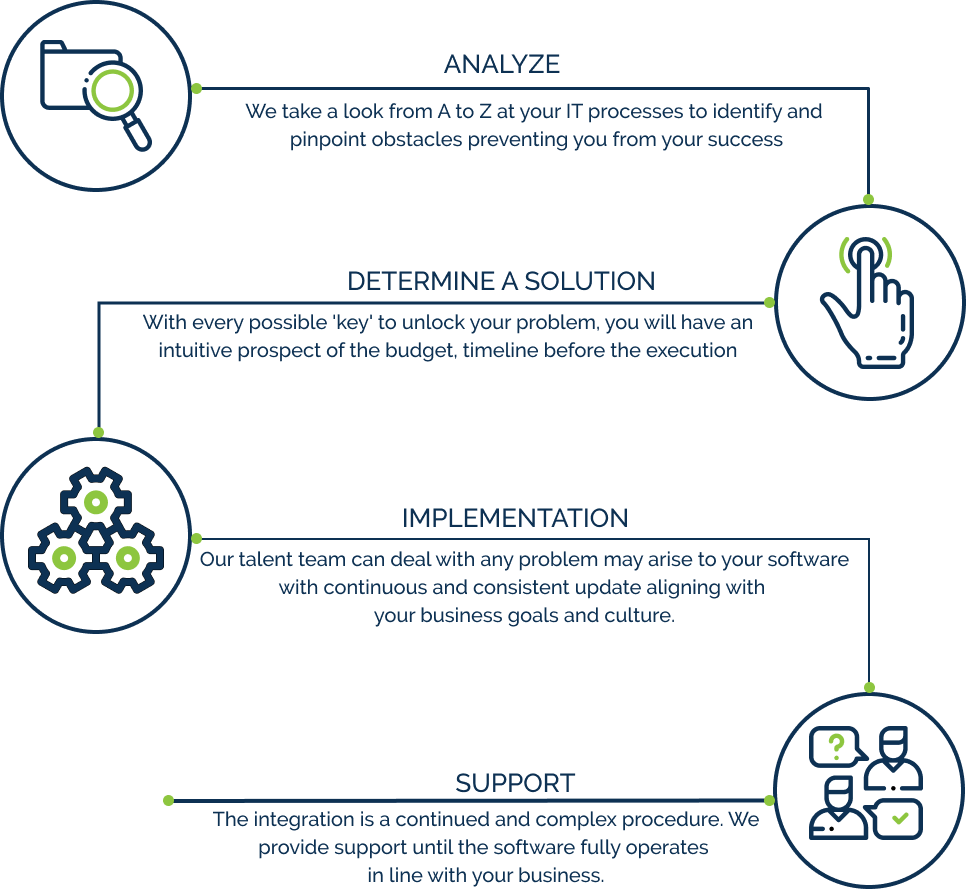 ANALYZE
We take a look from A to Z at your IT processes to identify and
pinpoint obstacles preventing you from your success
DETERMINE A SOLUTION
With every possible 'key' to unlock your problem, you will have an
intuitive prospect of the budget, timeline before the execution
IMPLEMENTATION
Our talent team can deal with any problem may arise to your software
with continuous and consistent update aligning with
your business goals and culture.
?
SUPPORT
The integration is a continued and complex procedure. We
provide support until the software fully operates
in line with your business.